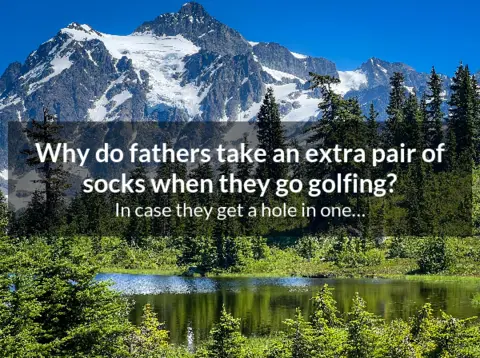 Why do fathers take an extra pair of
socks when they go golfing?
In case they get a hole in one...